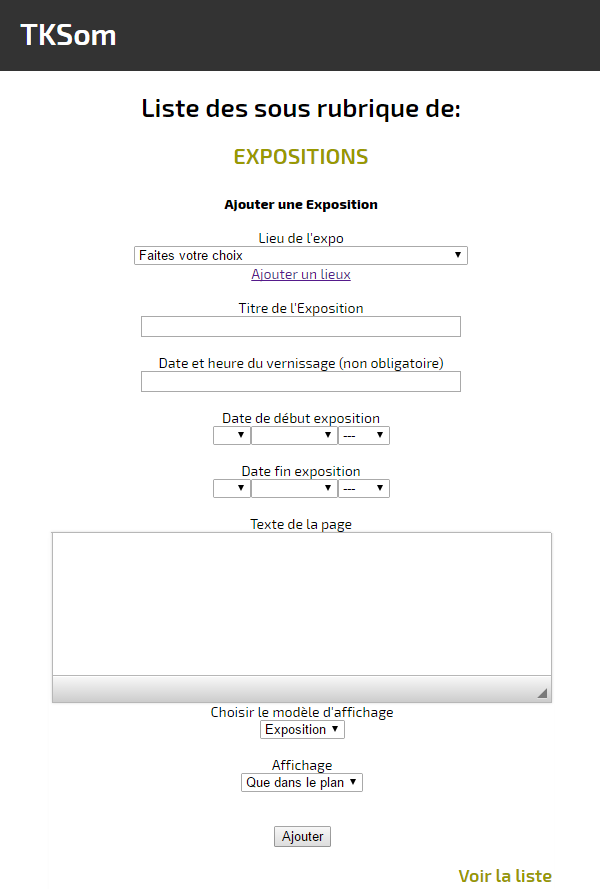 TKSom
Liste des sous rubrique de:
EXPOSITIONS
Ajouter une Exposition
Lieu de l'expo
Faites votre choix
Ajouter un lieux
Titre de l'Exposition
Date et heure du vernissage (non obligatoire)
Date de début exposition
---
Date fin exposition
---
Texte de la page
Choisir le modèle d'affichage
Exposition
Affichage
Que dans le plan
Ajouter
Voir la liste